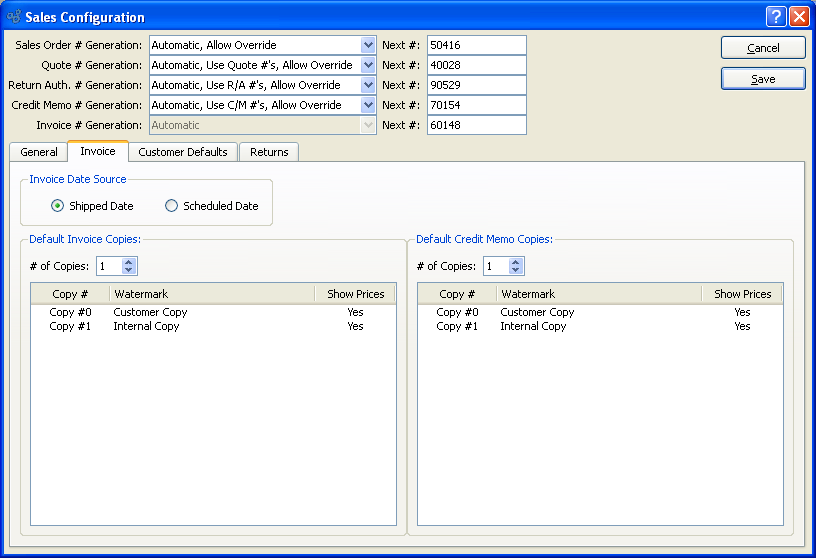 Sales Configuration
Sales Order # Generation: Automatic, Allow Override Next #: 50416
Cancel
Quote # Generation: Automatic, Use Quote #'s, Allow Override Next #: 40028
Return Auth. # Generation: Automatic, Use R/A #'s, Allow Override Next #: 90529
Save
Credit Memo # Generation: Automatic, Use C/M #'s, Allow Override Next #: 70154
Invoice # Generation: Automatic Next #: 60148
General Invoice Customer Defaults Returns
Invoice Date Source
Shipped Date Scheduled Date
Default Invoice Copies:
# of Copies: 1
Copy # Watermark Show Prices
Copy #0 Customer Copy Yes
Copy #1 Internal Copy Yes
Default Credit Memo Copies:
# of Copies: 1
Copy # Watermark Show Prices
Copy #0 Customer Copy Yes
Copy #1 Internal Copy Yes